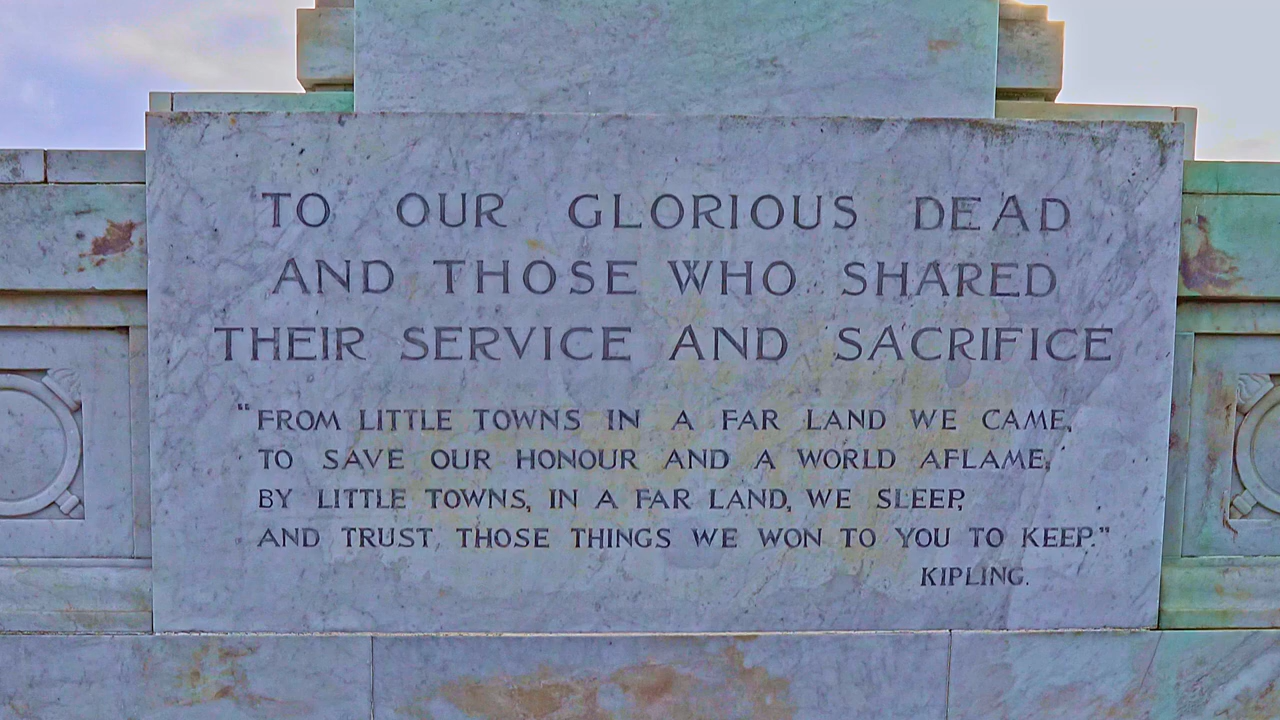 TO OUR GLORIOUS DEAD
AND THOSE WHO SHARED
THEIR SERVICE AND SACRIFICE
"FROM LITTLE TOWNS IN A FAR LAND WE CAME,
TO SAVE OUR HONOUR AND A WORLD AFLAME;
BY LITTLE TOWNS, IN A FAR LAND, WE SLEEP,
AND TRUST THOSE THINGS WE WON TO YOU TO KEEP."
KIPLING.